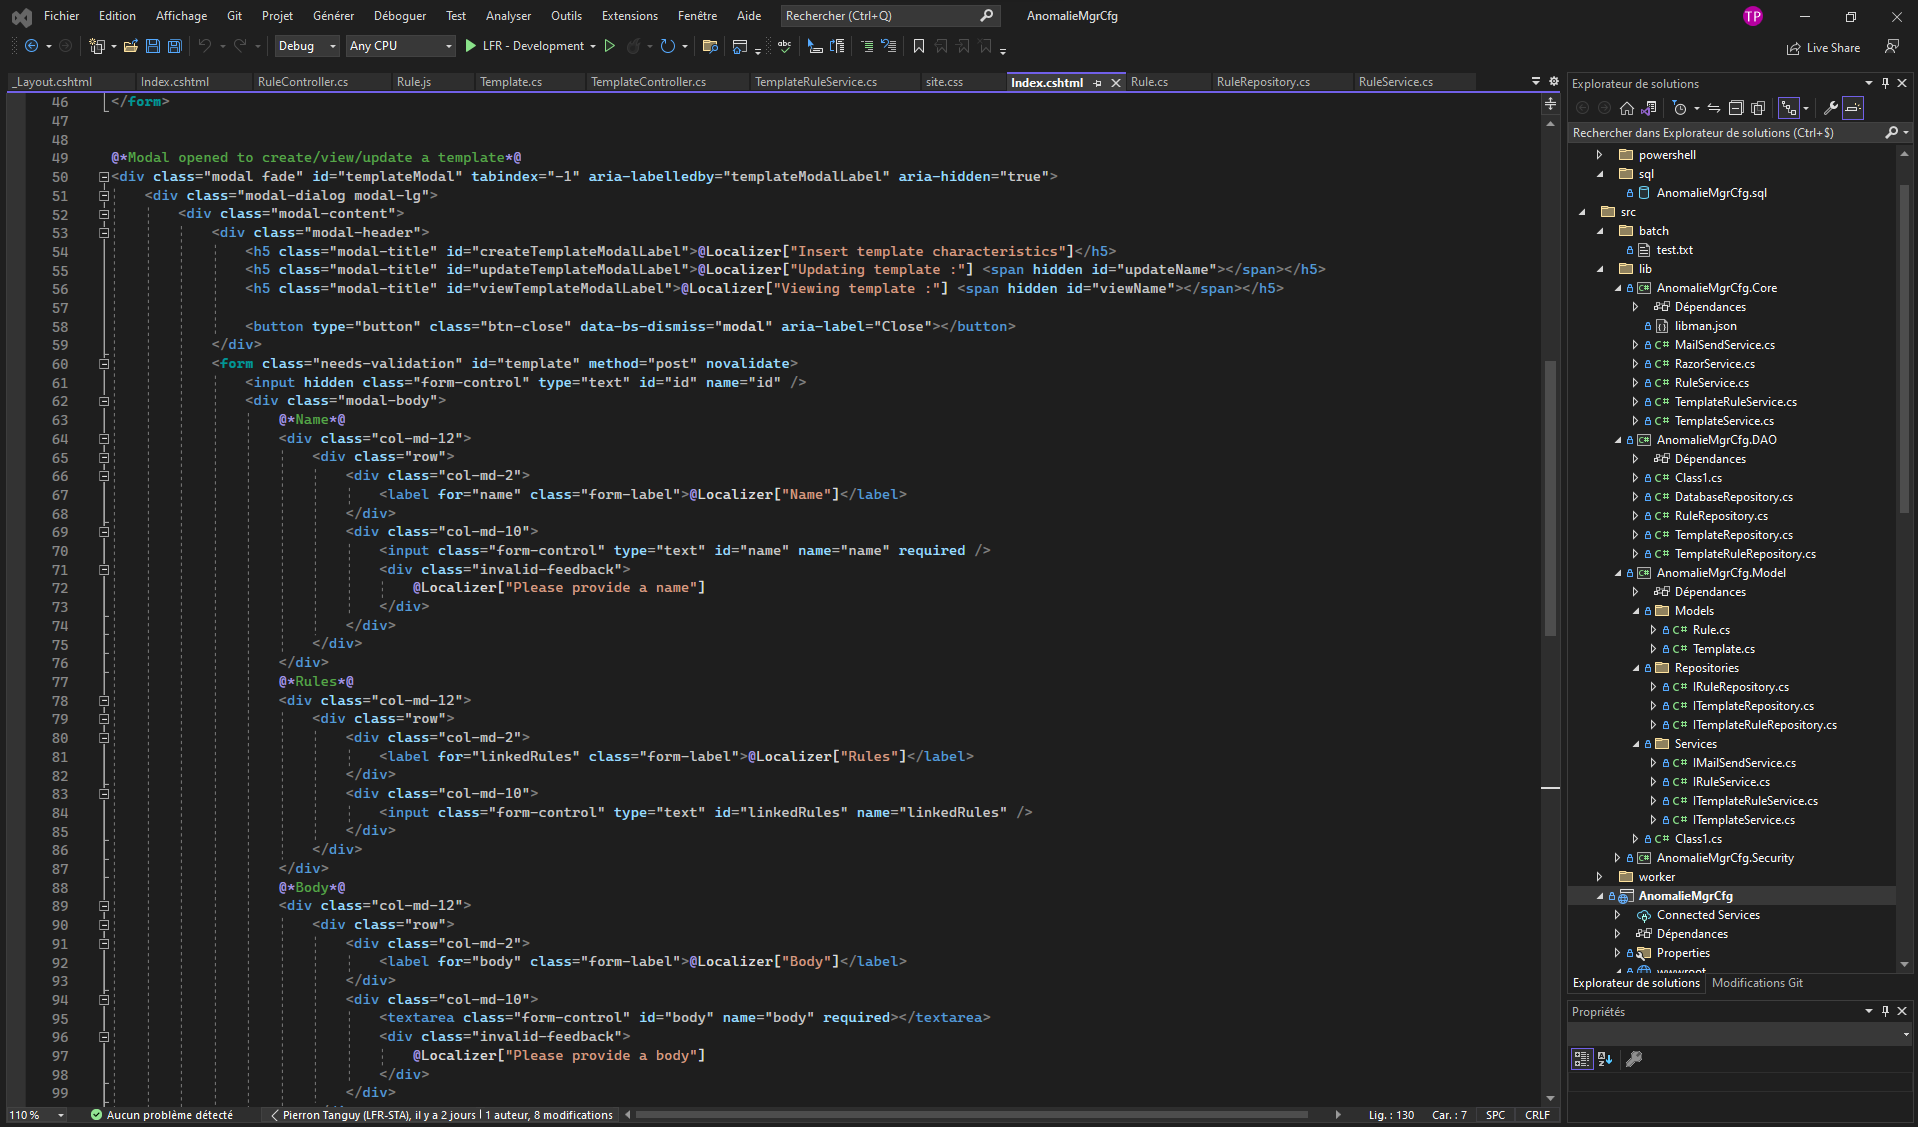 Fichier Edition Affichage Git Projet Générer Déboguer Test Analyser Outils Extensions Fenêtre Aide Rechercher (Ctrl+Q) AnomalieMgrCfg TP
Debug Any CPU LFR - Development Live Share
_Layout.cshtml Index.cshtml RuleController.cs Rule.js Template.cs TemplateController.cs TemplateRuleService.cs site.css Index.cshtml Rule.cs RuleRepository.cs RuleService.cs
46 </form>
47
48
49 @*Modal opened to create/view/update a template*@
50 <div class="modal fade" id="templateModal" tabindex="-1" aria-labelledby="templateModalLabel" aria-hidden="true">
51 <div class="modal-dialog modal-lg">
52 <div class="modal-content">
53 <div class="modal-header">
54 <h5 class="modal-title" id="createTemplateModalLabel">@Localizer["Insert template characteristics"]</h5>
55 <h5 class="modal-title" id="updateTemplateModalLabel">@Localizer["Updating template :"] <span hidden id="updateName"></span></h5>
56 <h5 class="modal-title" id="viewTemplateModalLabel">@Localizer["Viewing template :"] <span hidden id="viewName"></span></h5>
57
58 <button type="button" class="btn-close" data-bs-dismiss="modal" aria-label="Close"></button>
59 </div>
60 <form class="needs-validation" id="template" method="post" novalidate>
61 <input hidden class="form-control" type="text" id="id" name="id" />
62 <div class="modal-body">
63 @*Name*@
64 <div class="col-md-12">
65 <div class="row">
66 <div class="col-md-2">
67 <label for="name" class="form-label">@Localizer["Name"]</label>
68 </div>
69 <div class="col-md-10">
70 <input class="form-control" type="text" id="name" name="name" required />
71 <div class="invalid-feedback">
72 @Localizer["Please provide a name"]
73 </div>
74 </div>
75 </div>
76 </div>
77 @*Rules*@
78 <div class="col-md-12">
79 <div class="row">
80 <div class="col-md-2">
81 <label for="linkedRules" class="form-label">@Localizer["Rules"]</label>
82 </div>
83 <div class="col-md-10">
84 <input class="form-control" type="text" id="linkedRules" name="linkedRules" />
85 </div>
86 </div>
87 </div>
88 @*Body*@
89 <div class="col-md-12">
90 <div class="row">
91 <div class="col-md-2">
92 <label for="body" class="form-label">@Localizer["Body"]</label>
93 </div>
94 <div class="col-md-10">
95 <textarea class="form-control" id="body" name="body" required></textarea>
96 <div class="invalid-feedback">
97 @Localizer["Please provide a body"]
98 </div>
99 </div>
110 % Aucun problème détecté Pierron Tanguy (LFR-STA), il y a 2 jours | 1 auteur, 8 modifications Lig. : 130 Car. : 7 SPC CRLF
Explorateur de solutions
Rechercher dans Explorateur de solutions (Ctrl+$)
powershell
sql
AnomalieMgrCfg.sql
src
batch
test.txt
lib
AnomalieMgrCfg.Core
Dépendances
libman.json
C# MailSendService.cs
C# RazorService.cs
C# RuleService.cs
C# TemplateRuleService.cs
C# TemplateService.cs
AnomalieMgrCfg.DAO
Dépendances
C# Class1.cs
C# DatabaseRepository.cs
C# RuleRepository.cs
C# TemplateRepository.cs
C# TemplateRuleRepository.cs
AnomalieMgrCfg.Model
Dépendances
Models
C# Rule.cs
C# Template.cs
Repositories
C# IRuleRepository.cs
C# ITemplateRepository.cs
C# ITemplateRuleRepository.cs
Services
C# IMailSendService.cs
C# IRuleService.cs
C# ITemplateRuleService.cs
C# ITemplateService.cs
C# Class1.cs
AnomalieMgrCfg.Security
worker
AnomalieMgrCfg
Connected Services
Dépendances
Properties
wwwroot
Explorateur de solutions Modifications Git
Propriétés